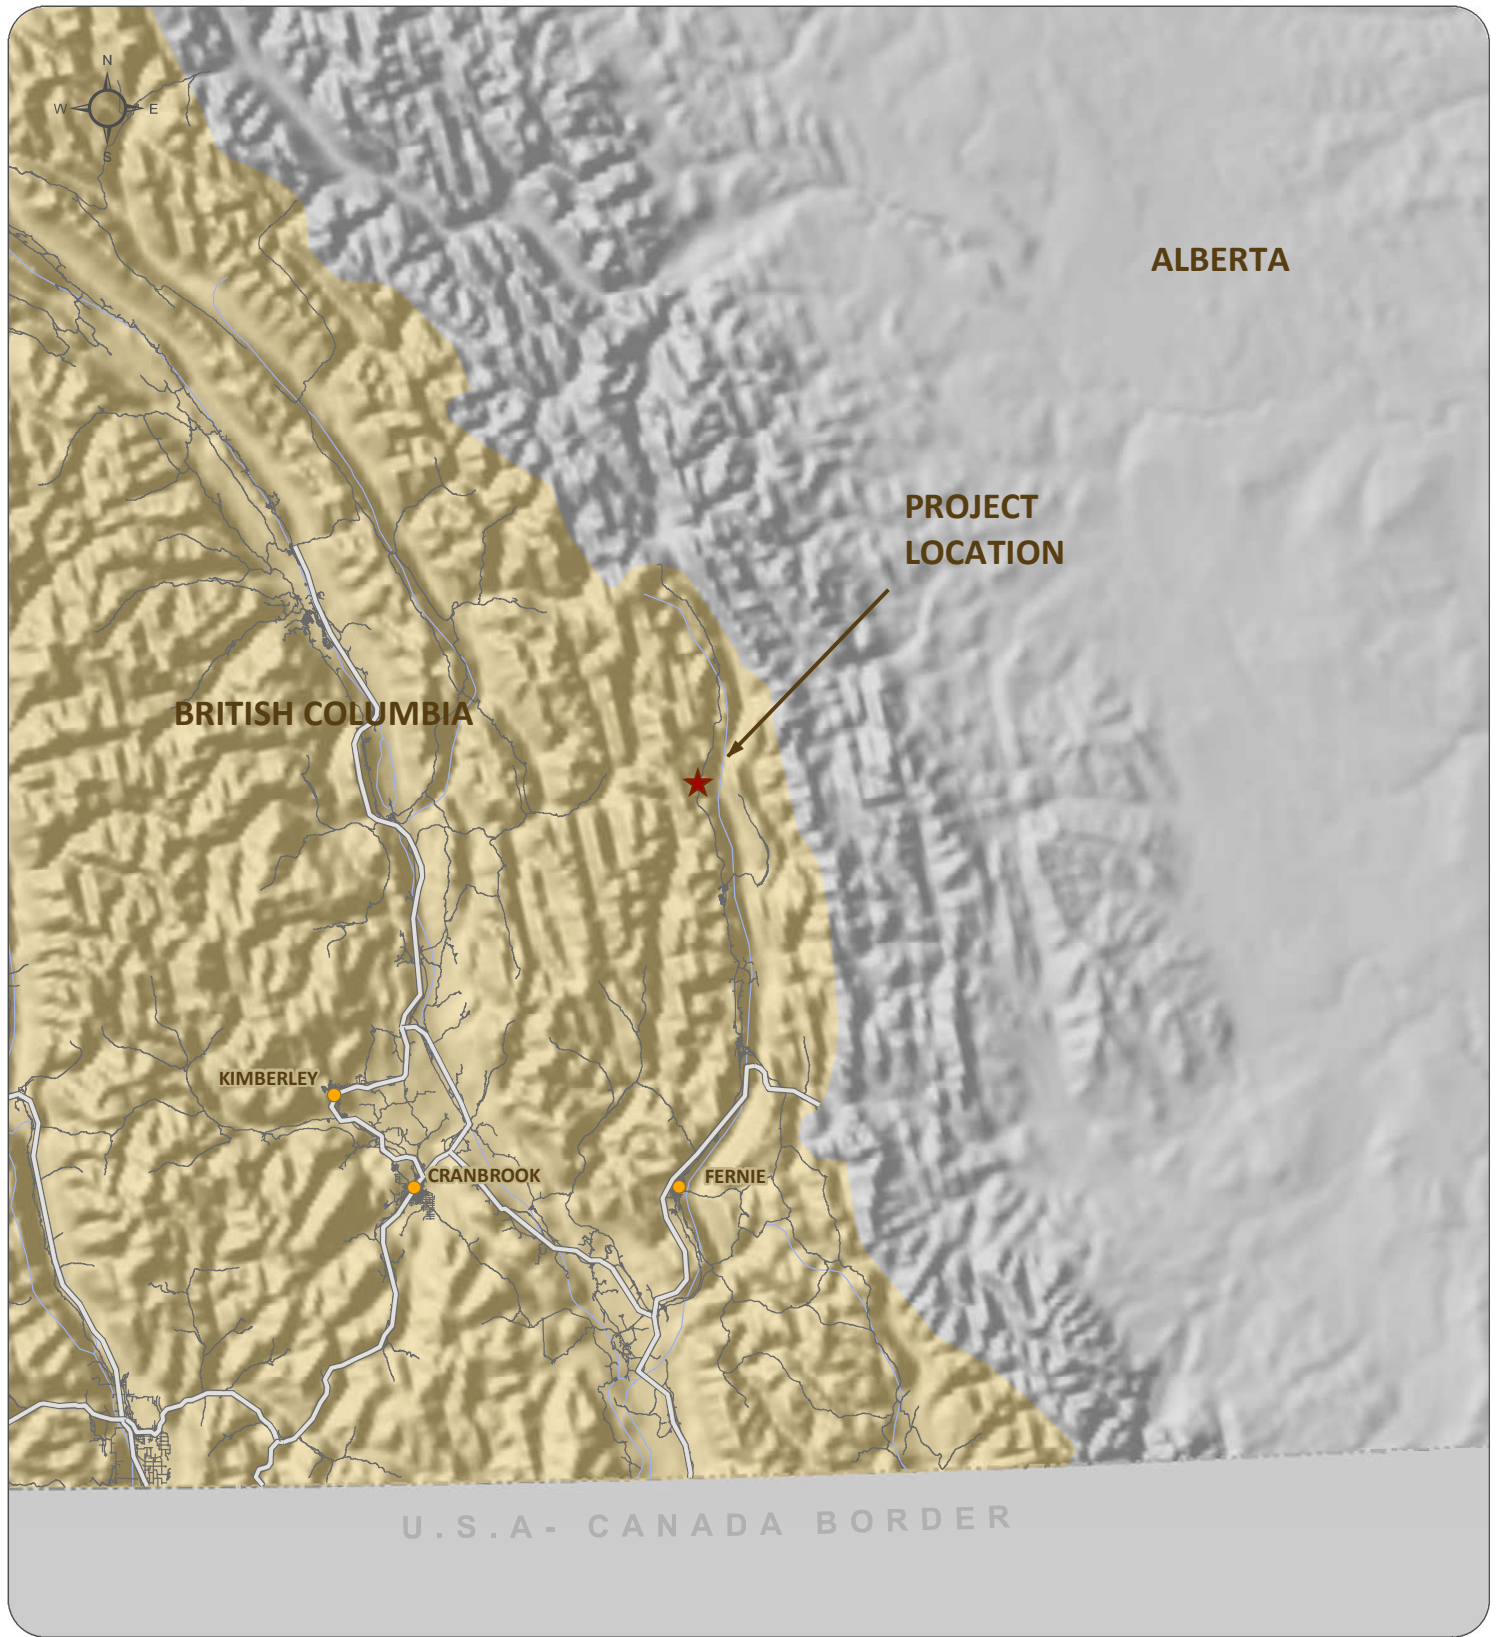 N
W E
S
ALBERTA
PROJECT
LOCATION
BRITISH COLUMBIA
KIMBERLEY
CRANBROOK
FERNIE
U.S.A- CANADA BORDER